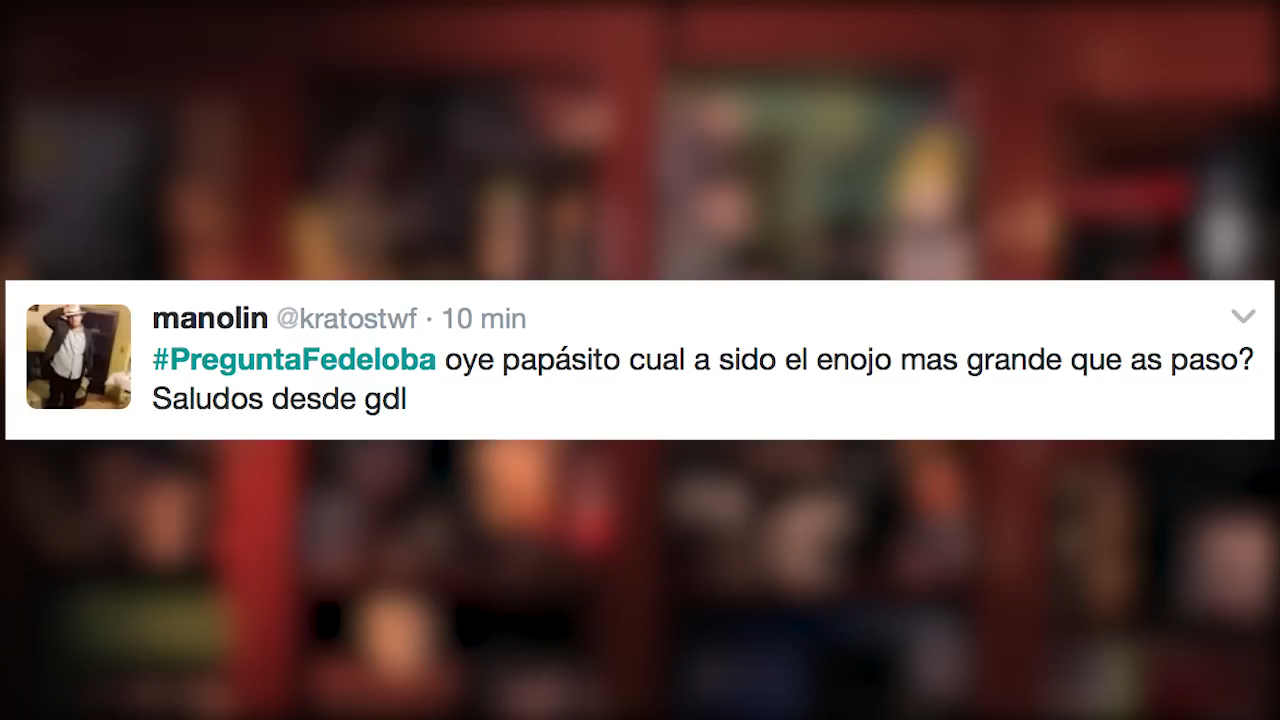 manolin @kratostwf · 10 min
#PreguntaFedeloba oye papásito cual a sido el enojo mas grande que as paso?
Saludos desde gdl